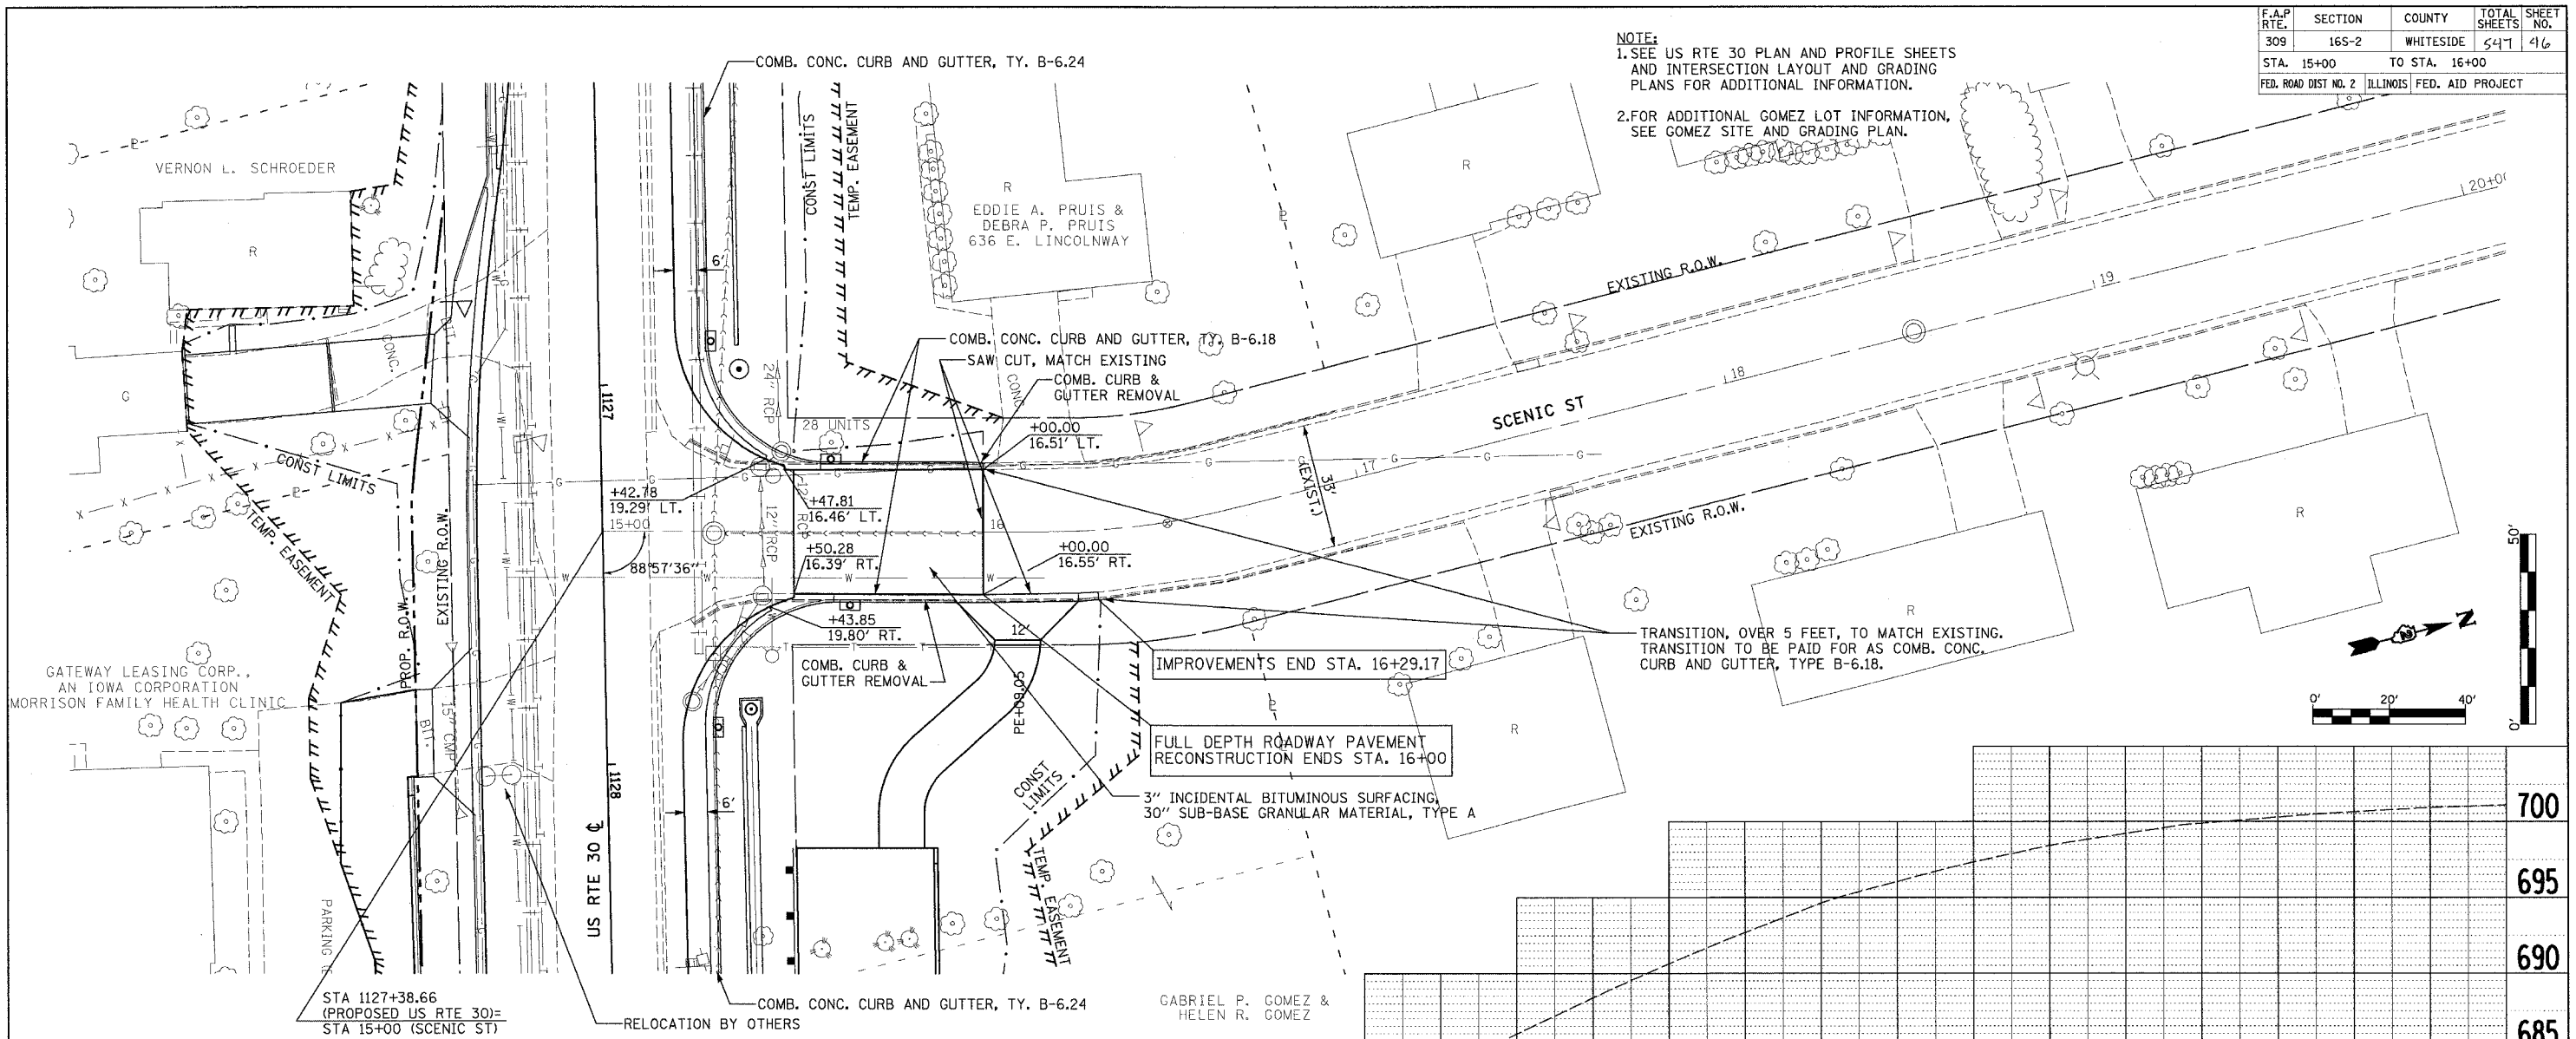 F.A.P RTE. SECTION COUNTY TOTAL SHEETS SHEET NO.
309 16S-2 WHITESIDE 547 46
STA. 15+00 TO STA. 16+00
FED. ROAD DIST NO. 2 ILLINOIS FED. AID PROJECT
NOTE:
1. SEE US RTE 30 PLAN AND PROFILE SHEETS
AND INTERSECTION LAYOUT AND GRADING
PLANS FOR ADDITIONAL INFORMATION.
2.FOR ADDITIONAL GOMEZ LOT INFORMATION,
SEE GOMEZ SITE AND GRADING PLAN.
COMB. CONC. CURB AND GUTTER, TY. B-6.24
VERNON L. SCHROEDER
R
G
CONC.
BIT.
CONST LIMITS
TEMP. EASEMENT
R
EDDIE A. PRUIS &
DEBRA P. PRUIS
636 E. LINCOLNWAY
R
6'
COMB. CONC. CURB AND GUTTER, TY. B-6.18
SAW CUT, MATCH EXISTING
COMB. CURB &
GUTTER REMOVAL
CONC
24" RCP
28 UNITS
+00.00
16.51' LT.
EXISTING R.O.W.
20+00
19
18
17
16
SCENIC ST
33'
(EXIST.)
EXISTING R.O.W.
1127
CONST LIMITS
TEMP. EASEMENT
PROP. R.O.W.
EXISTING R.O.W.
+42.78
19.29' LT.
15+00
+47.81
16.46' LT.
12" RCP
12" RCP
+50.28
16.39' RT.
88°57'36"
+00.00
16.55' RT.
+43.85
19.80' RT.
COMB. CURB &
GUTTER REMOVAL
12'
PE+09.05
IMPROVEMENTS END STA. 16+29.17
FULL DEPTH ROADWAY PAVEMENT
RECONSTRUCTION ENDS STA. 16+00
3" INCIDENTAL BITUMINOUS SURFACING,
30" SUB-BASE GRANULAR MATERIAL, TYPE A
TRANSITION, OVER 5 FEET, TO MATCH EXISTING.
TRANSITION TO BE PAID FOR AS COMB. CONC.
CURB AND GUTTER, TYPE B-6.18.
R
R
R
N
0' 20' 40'
50'
0'
GATEWAY LEASING CORP.,
AN IOWA CORPORATION
MORRISON FAMILY HEALTH CLINIC
BIT.
15" CMP
1128
US RTE 30 ℄
6'
CONST
LIMITS
TEMP. EASEMENT
PARKING
STA 1127+38.66
(PROPOSED US RTE 30)=
STA 15+00 (SCENIC ST)
RELOCATION BY OTHERS
COMB. CONC. CURB AND GUTTER, TY. B-6.24
GABRIEL P. GOMEZ &
HELEN R. GOMEZ
700
695
690
685